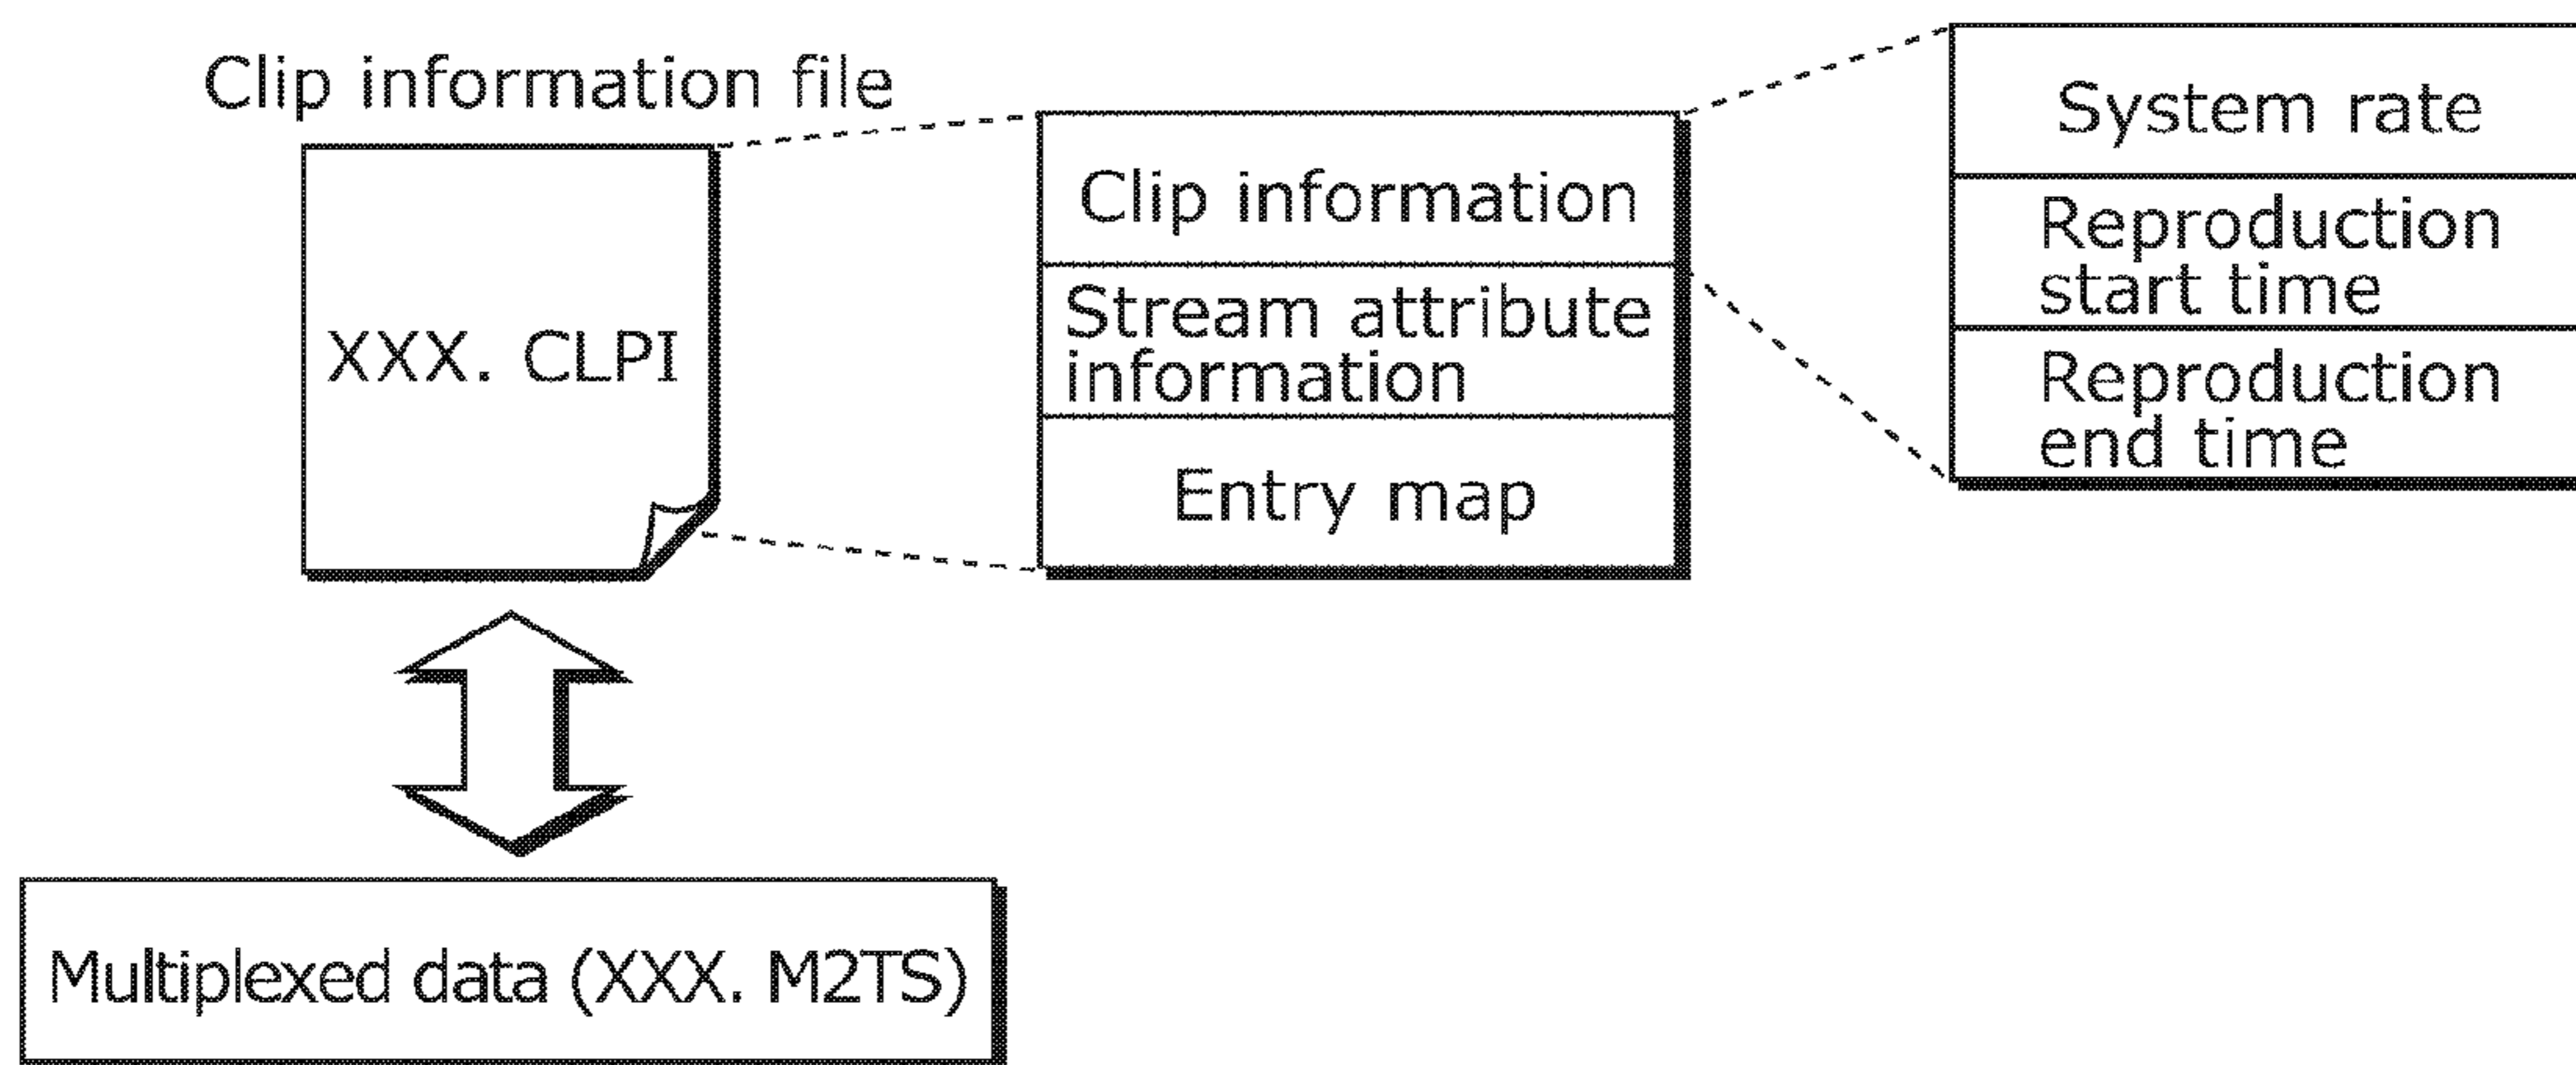 Clip information file
XXX. CLPI
Multiplexed data (XXX. M2TS)
Clip information
Stream attribute
information
Entry map
System rate
Reproduction
start time
Reproduction
end time